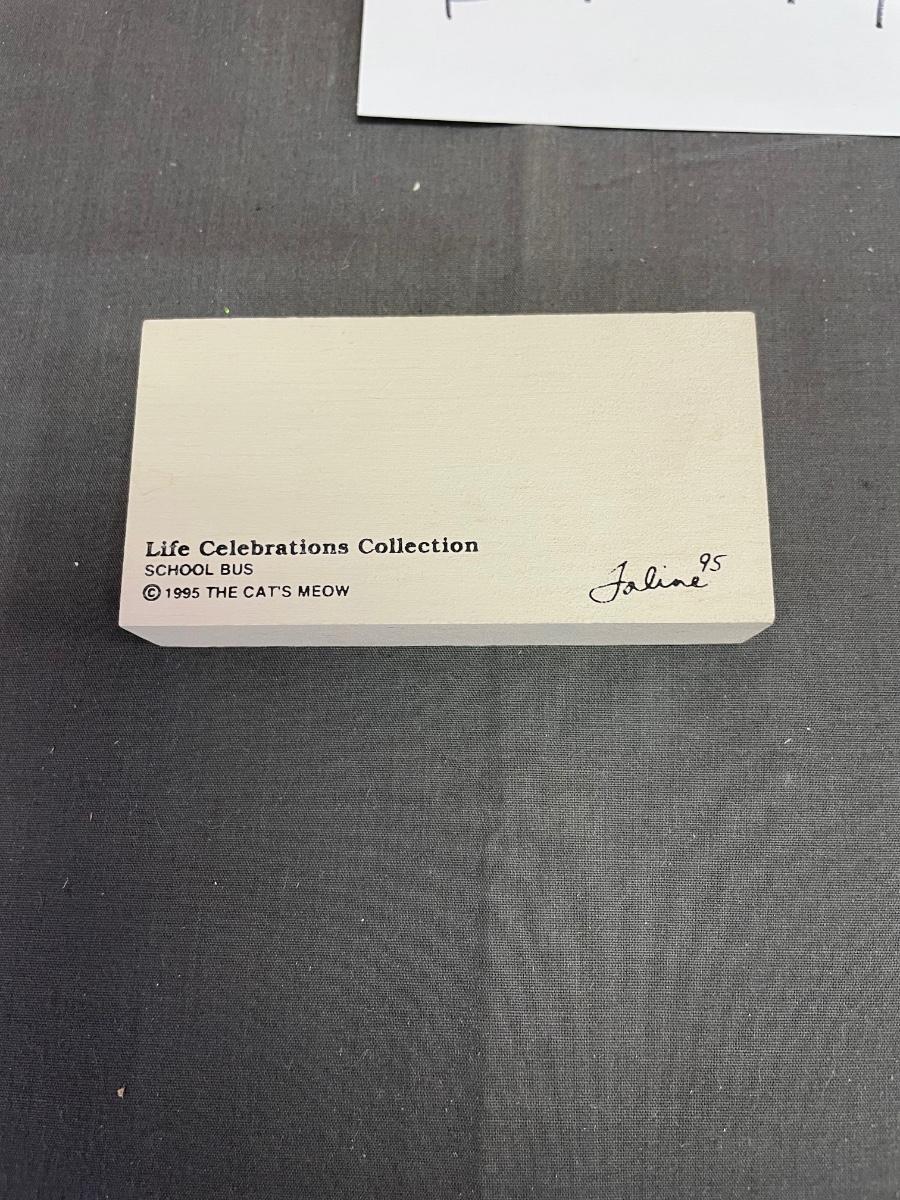 Life Celebrations Collection
SCHOOL BUS
© 1995 THE CAT'S MEOW
Faline 95